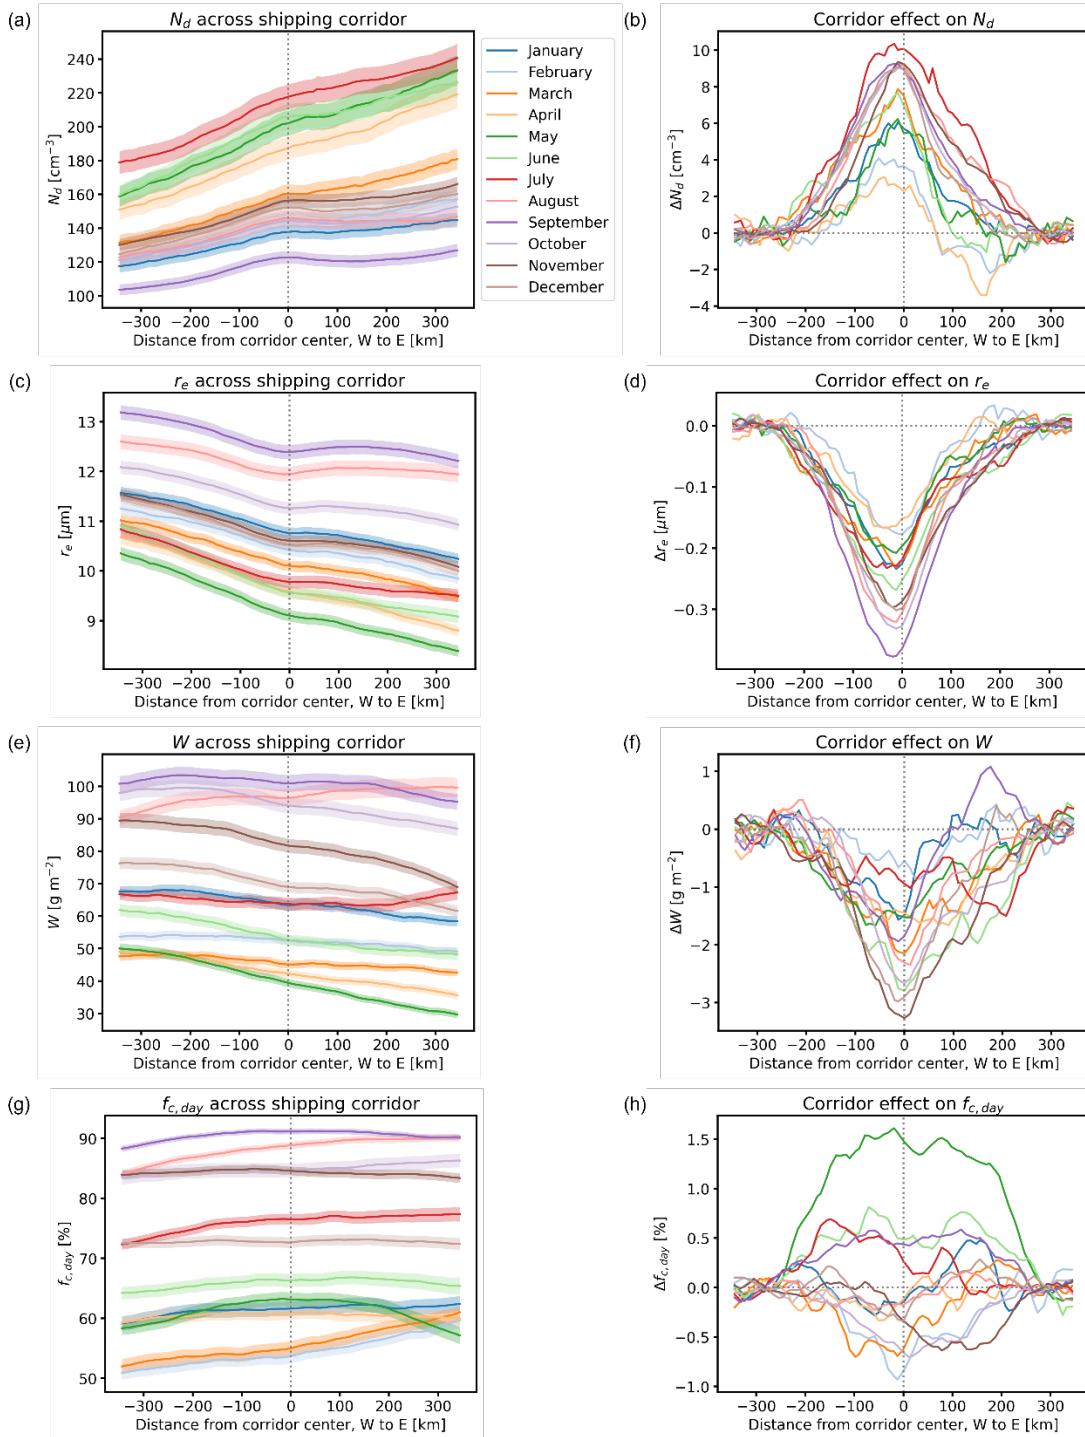 (a)
N_d across shipping corridor
N_d [cm⁻³]
240
220
200
180
160
140
120
100
−300 −200 −100 0 100 200 300
Distance from corridor center, W to E [km]
January
February
March
April
May
June
July
August
September
October
November
December
(b)
Corridor effect on N_d
ΔN_d [cm⁻³]
10
8
6
4
2
0
−2
−4
−300 −200 −100 0 100 200 300
Distance from corridor center, W to E [km]
(c)
r_e across shipping corridor
r_e [μm]
13
12
11
10
9
−300 −200 −100 0 100 200 300
Distance from corridor center, W to E [km]
(d)
Corridor effect on r_e
Δr_e [μm]
0.0
−0.1
−0.2
−0.3
−300 −200 −100 0 100 200 300
Distance from corridor center, W to E [km]
(e)
W across shipping corridor
W [g m⁻²]
100
90
80
70
60
50
40
30
−300 −200 −100 0 100 200 300
Distance from corridor center, W to E [km]
(f)
Corridor effect on W
ΔW [g m⁻²]
1
0
−1
−2
−3
−300 −200 −100 0 100 200 300
Distance from corridor center, W to E [km]
(g)
f_c, day across shipping corridor
f_c, day [%]
90
80
70
60
50
−300 −200 −100 0 100 200 300
Distance from corridor center, W to E [km]
(h)
Corridor effect on f_c, day
Δf_c, day [%]
1.5
1.0
0.5
0.0
−0.5
−1.0
−300 −200 −100 0 100 200 300
Distance from corridor center, W to E [km]